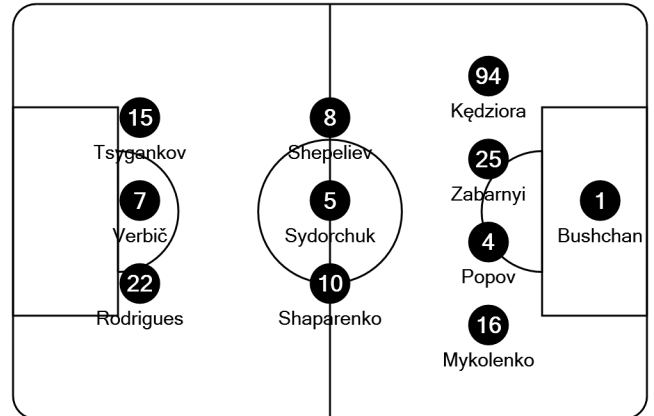 94
Kędziora
15
Tsygankov
8
Shepeliev
25
Zabarnyi
7
Verbič
5
Sydorchuk
1
Bushchan
4
Popov
22
Rodrigues
10
Shaparenko
16
Mykolenko